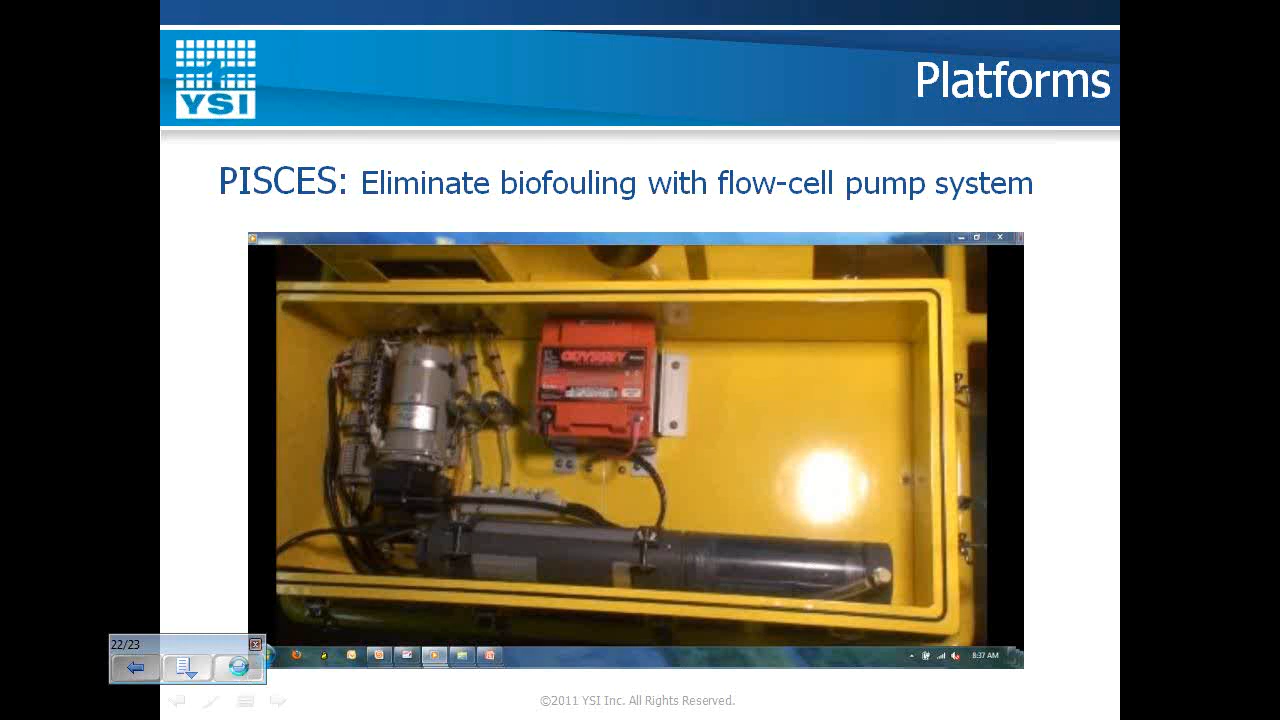 YSI
Platforms
PISCES: Eliminate biofouling with flow-cell pump system
ODYSSEY
22/23
8:37 AM
©2011 YSI Inc. All Rights Reserved.